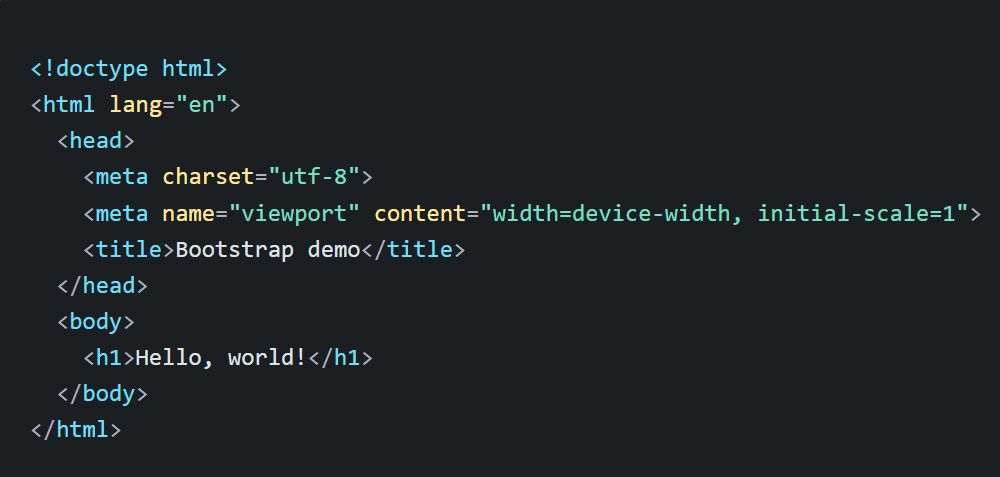 <!doctype html>
<html lang="en">
  <head>
    <meta charset="utf-8">
    <meta name="viewport" content="width=device-width, initial-scale=1">
    <title>Bootstrap demo</title>
  </head>
  <body>
    <h1>Hello, world!</h1>
  </body>
</html>